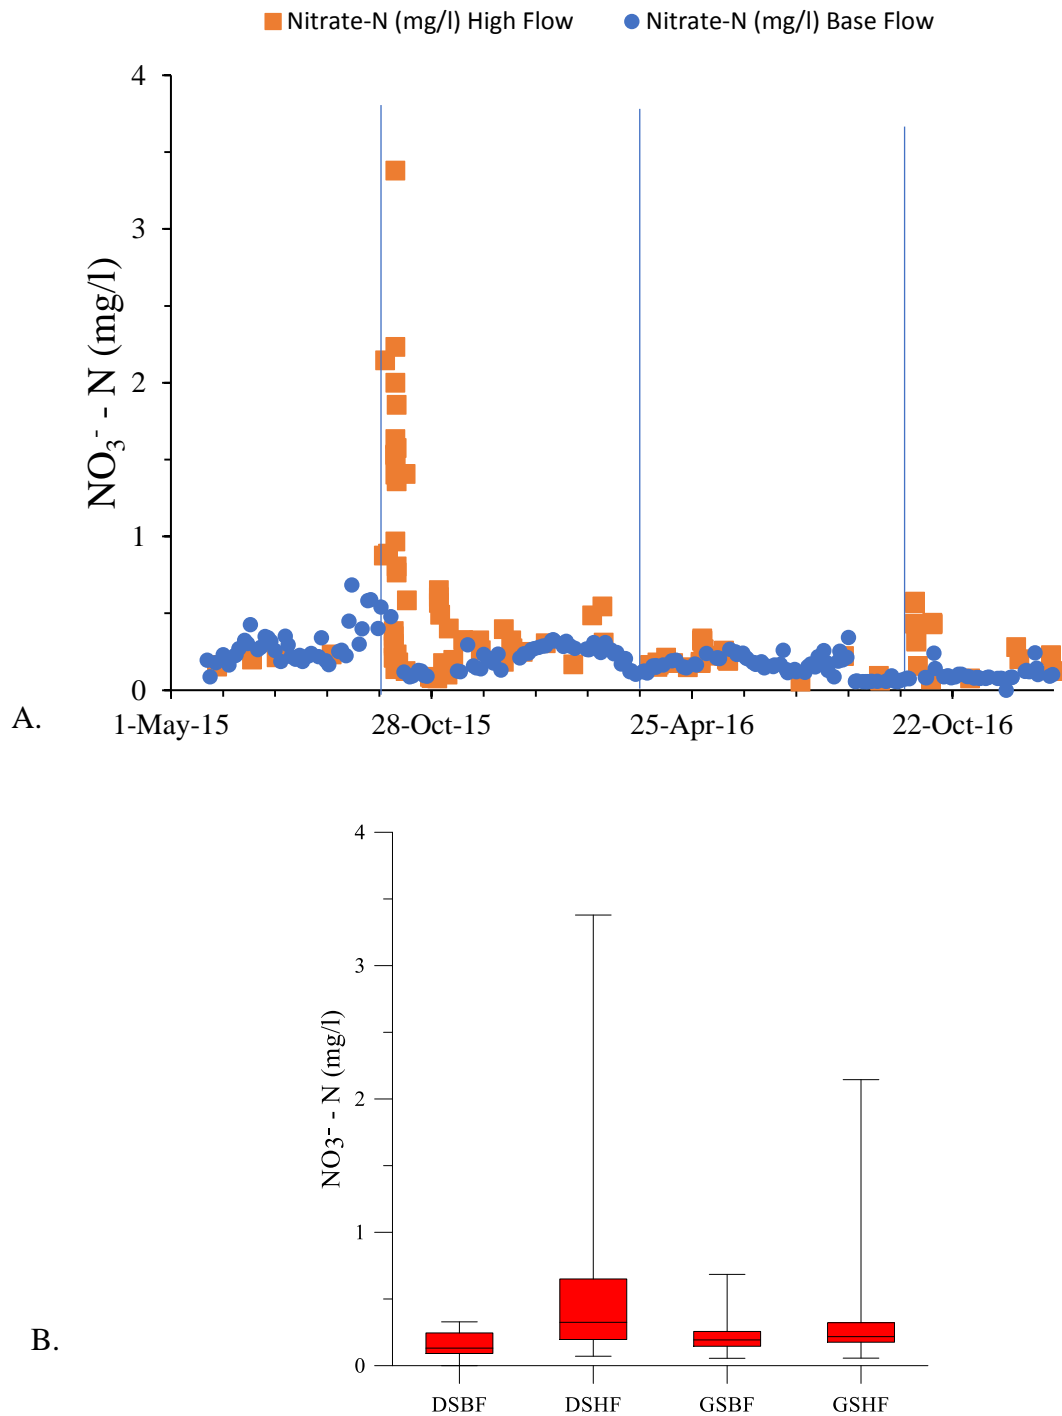 Nitrate-N (mg/l) High Flow Nitrate-N (mg/l) Base Flow
4
3
2
1
0
NO₃⁻ - N (mg/l)
A.
1-May-15 28-Oct-15 25-Apr-16 22-Oct-16
4
3
2
1
0
NO₃⁻ - N (mg/l)
B.
DSBF DSHF GSBF GSHF